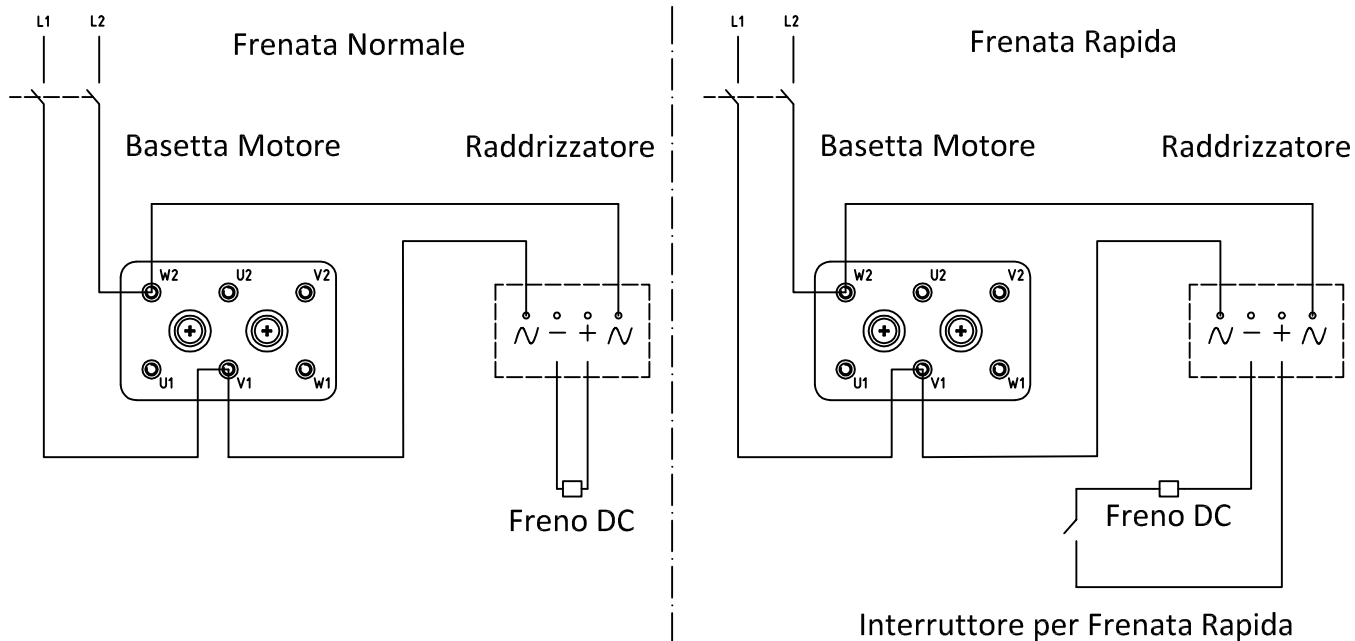 L1 L2
Frenata Normale
Basetta Motore
Raddrizzatore
W2 U2 V2
U1 V1 W1
∿ − + ∿
Freno DC
L1 L2
Frenata Rapida
Basetta Motore
Raddrizzatore
W2 U2 V2
U1 V1 W1
∿ − + ∿
Freno DC
Interruttore per Frenata Rapida